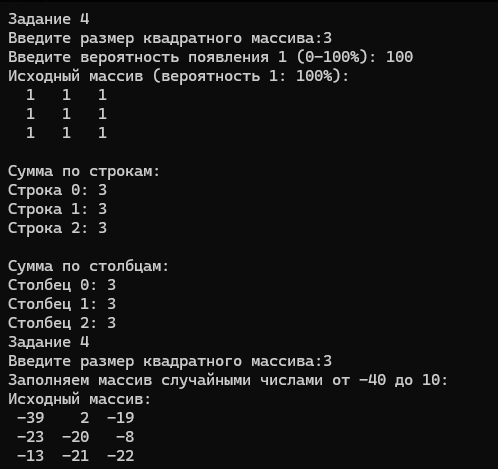 Задание 4
Введите размер квадратного массива:3
Введите вероятность появления 1 (0-100%): 100
Исходный массив (вероятность 1: 100%):
  1   1   1
  1   1   1
  1   1   1
Сумма по строкам:
Строка 0: 3
Строка 1: 3
Строка 2: 3
Сумма по столбцам:
Столбец 0: 3
Столбец 1: 3
Столбец 2: 3
Задание 4
Введите размер квадратного массива:3
Заполняем массив случайными числами от -40 до 10:
Исходный массив:
 -39    2  -19
 -23  -20   -8
 -13  -21  -22